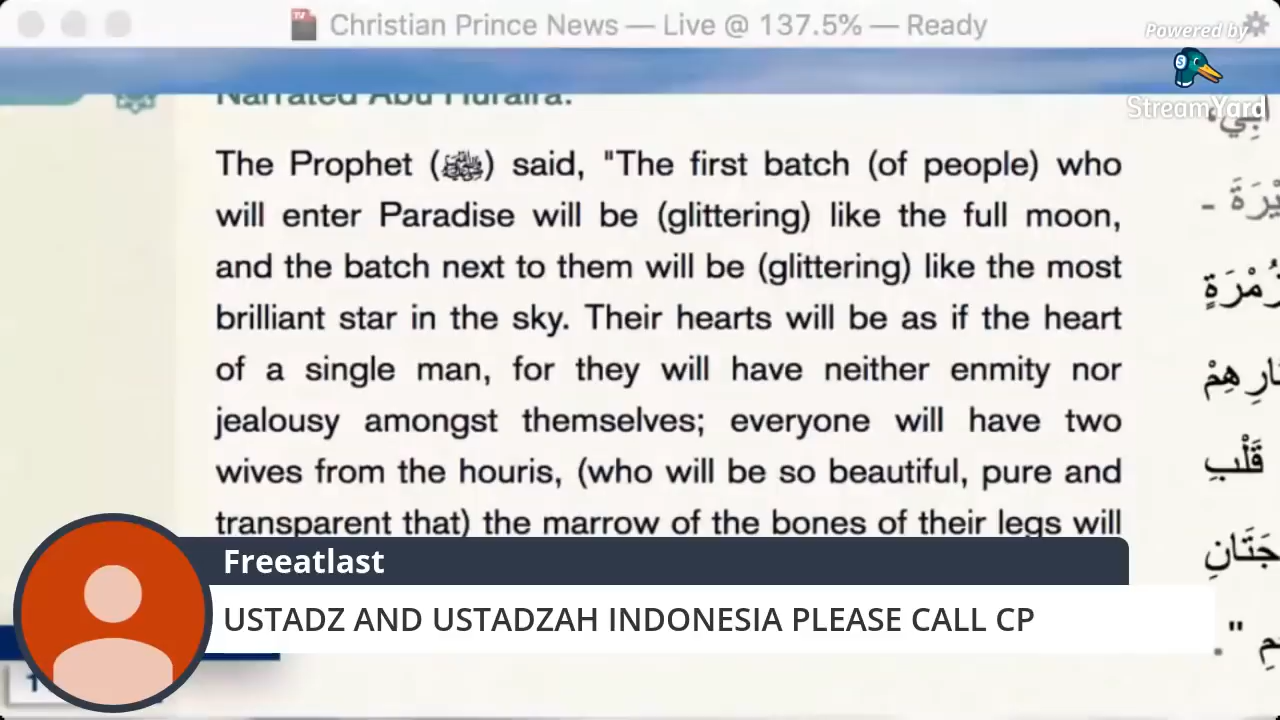 Christian Prince News — Live @ 137.5% — Ready
Powered by
StreamYard
Narrated Abu Huraira:
The Prophet (ﷺ) said, "The first batch (of people) who
will enter Paradise will be (glittering) like the full moon,
and the batch next to them will be (glittering) like the most
brilliant star in the sky. Their hearts will be as if the heart
of a single man, for they will have neither enmity nor
jealousy amongst themselves; everyone will have two
wives from the houris, (who will be so beautiful, pure and
transparent that) the marrow of the bones of their legs will
قَلْبِ
Freeatlast
USTADZ AND USTADZAH INDONESIA PLEASE CALL CP